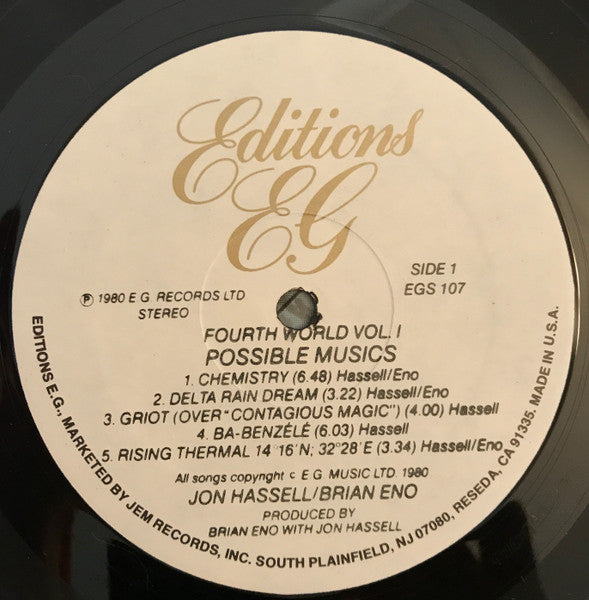 Editions
EG
SIDE 1
EGS 107
℗ 1980 E G. RECORDS LTD
STEREO
FOURTH WORLD VOL. I
POSSIBLE MUSICS
1. CHEMISTRY (6.48) Hassell/Eno
2. DELTA RAIN DREAM (3.22) Hassell/Eno
3. GRIOT (OVER "CONTAGIOUS MAGIC") (4.00) Hassell
4. BA-BENZÉLÉ (6.03) Hassell
5. RISING THERMAL 14°16'N; 32°28'E (3.34) Hassell/Eno
All songs copyright c E G. MUSIC LTD. 1980
JON HASSELL/BRIAN ENO
PRODUCED BY
BRIAN ENO WITH JON HASSELL
EDITIONS E.G., MARKETED BY JEM RECORDS, INC. SOUTH PLAINFIELD, NJ 07080, RESEDA, CA 91335. MADE IN U.S.A.